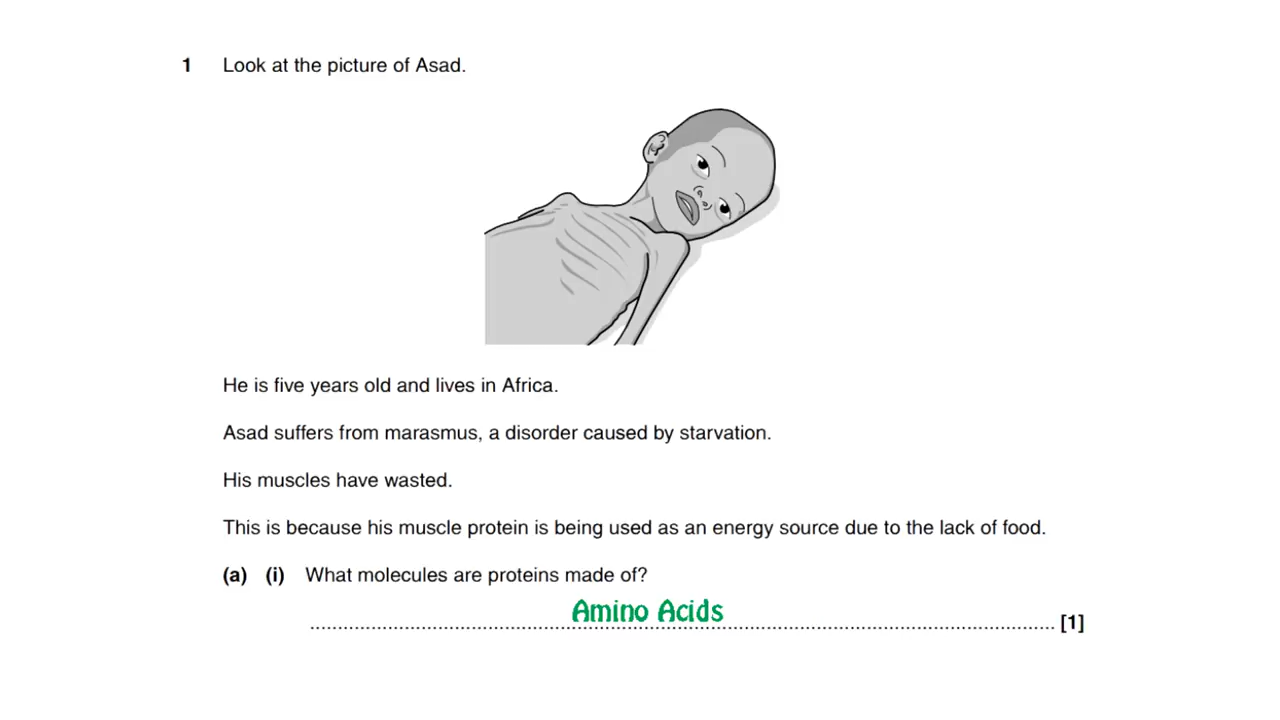 1 Look at the picture of Asad.
He is five years old and lives in Africa.
Asad suffers from marasmus, a disorder caused by starvation.
His muscles have wasted.
This is because his muscle protein is being used as an energy source due to the lack of food.
(a) (i) What molecules are proteins made of?
Amino Acids
.......................................................................................................................................... [1]